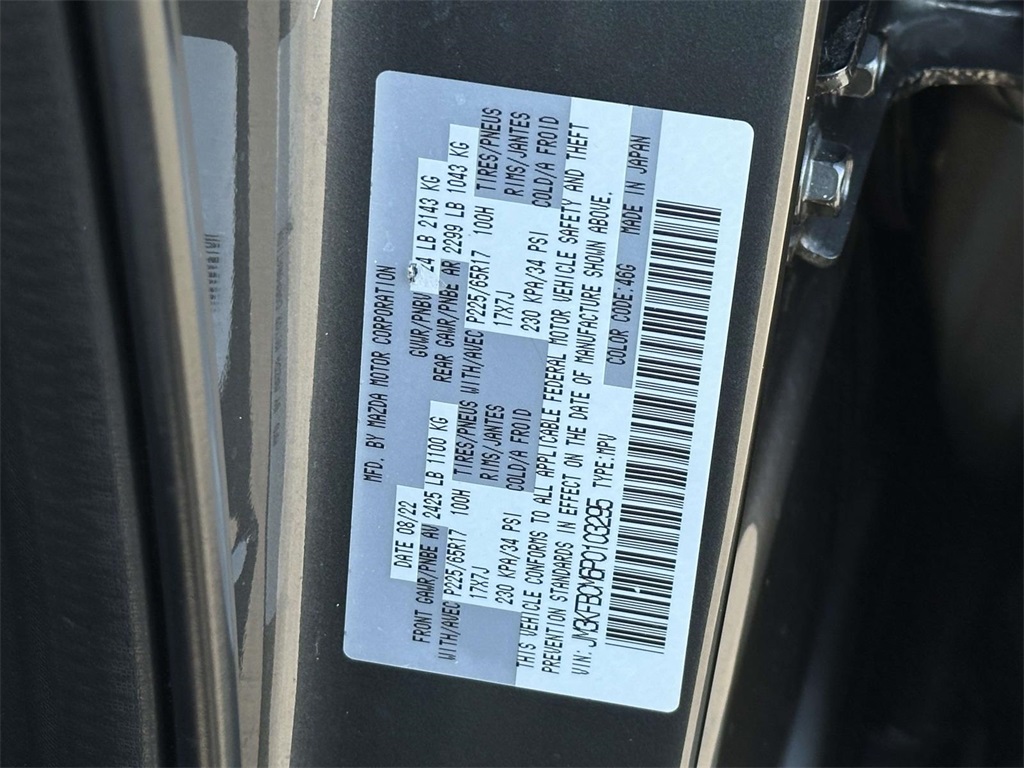 MFD. BY MAZDA MOTOR CORPORATION
DATE 08/22 GVWR/PNBV 24 LB 2143 KG
FRONT GAWR/PNBE AV 2425 LB 1100 KG REAR GAWR/PNBE AR 2299 LB 1043 KG
WITH/AVEC P225/65R17 100H TIRES/PNEUS WITH/AVEC P225/65R17 100H TIRES/PNEUS
17X7J RIMS/JANTES 17X7J RIMS/JANTES
230 KPA/34 PSI COLD/A FROID 230 KPA/34 PSI COLD/A FROID
THIS VEHICLE CONFORMS TO ALL APPLICABLE FEDERAL MOTOR VEHICLE SAFETY AND THEFT
PREVENTION STANDARDS IN EFFECT ON THE DATE OF MANUFACTURE SHOWN ABOVE.
VIN: JM3KFBCM6P0103295 TYPE:MPV COLOR CODE:46G MADE IN JAPAN